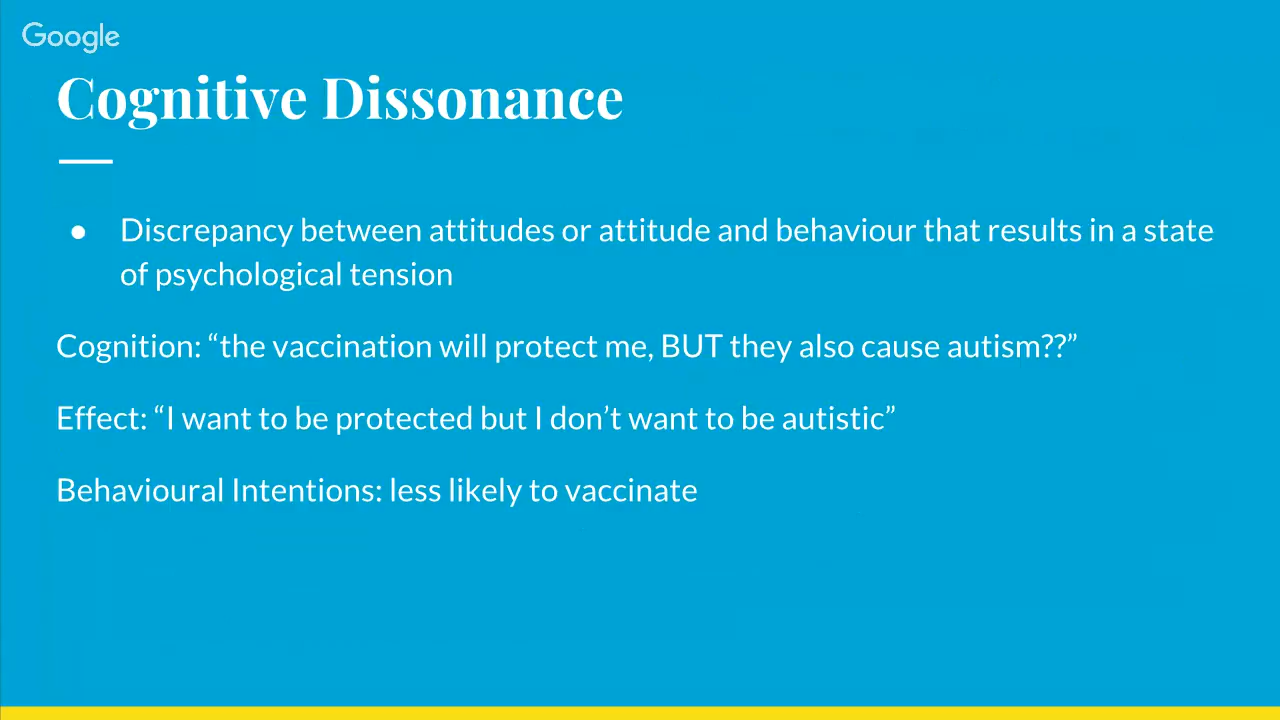 Google
Cognitive Dissonance
● Discrepancy between attitudes or attitude and behaviour that results in a state
of psychological tension
Cognition: “the vaccination will protect me, BUT they also cause autism??”
Effect: “I want to be protected but I don’t want to be autistic”
Behavioural Intentions: less likely to vaccinate